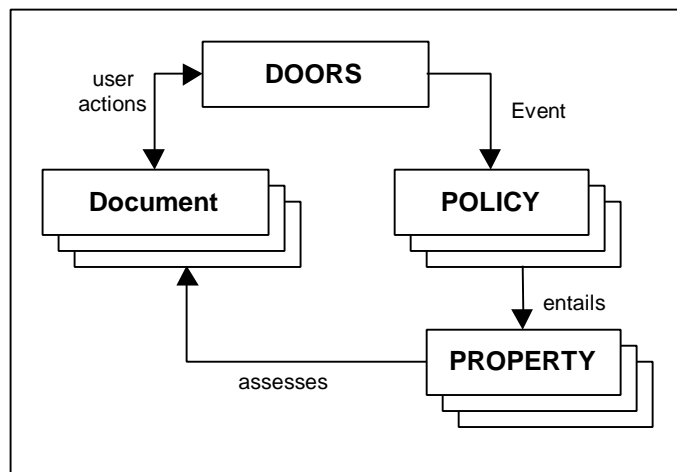 DOORS
user
actions
Event
Document
POLICY
entails
PROPERTY
assesses